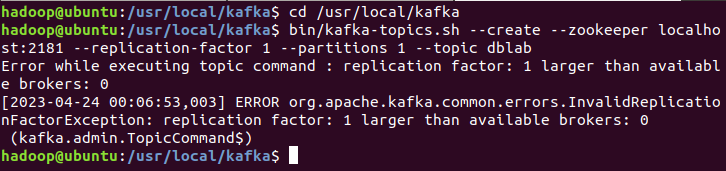 hadoop@ubuntu:/usr/local/kafka$ cd /usr/local/kafka
hadoop@ubuntu:/usr/local/kafka$ bin/kafka-topics.sh --create --zookeeper localho
st:2181 --replication-factor 1 --partitions 1 --topic dblab
Error while executing topic command : replication factor: 1 larger than availabl
e brokers: 0
[2023-04-24 00:06:53,003] ERROR org.apache.kafka.common.errors.InvalidReplicatio
nFactorException: replication factor: 1 larger than available brokers: 0
 (kafka.admin.TopicCommand$)
hadoop@ubuntu:/usr/local/kafka$